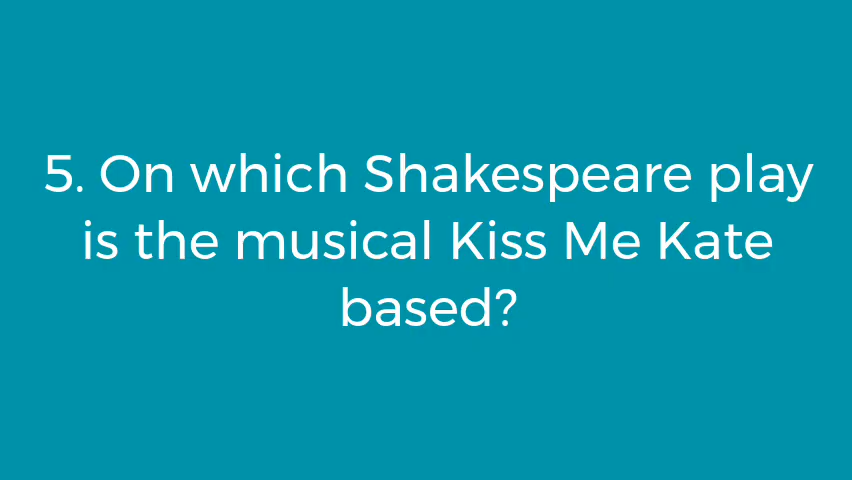 5. On which Shakespeare play
is the musical Kiss Me Kate
based?